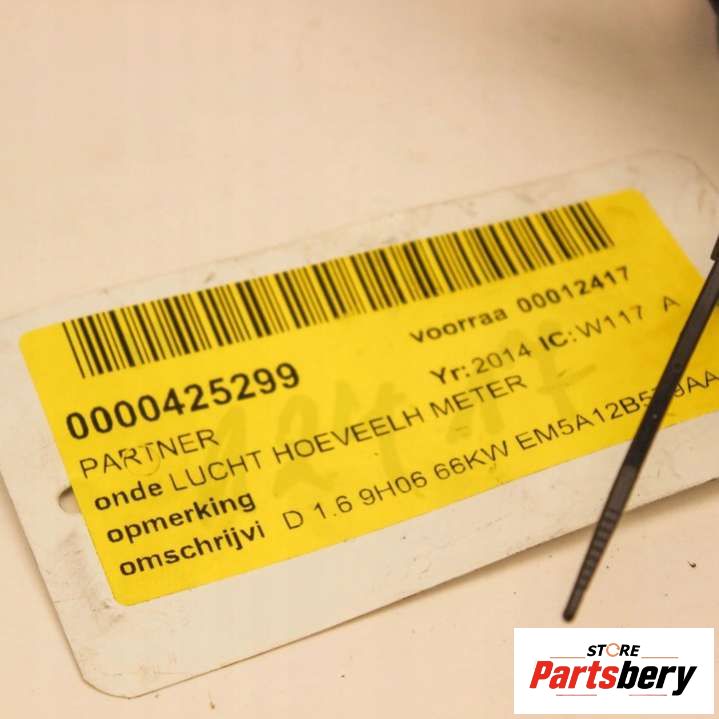 0000425299
voorraa 00012417
PARTNER
Yr: 2014 IC: W117 A
onde LUCHT HOEVEELH METER
opmerking
omschrijvi D 1.6 9H06 66KW
STORE
Partsbery